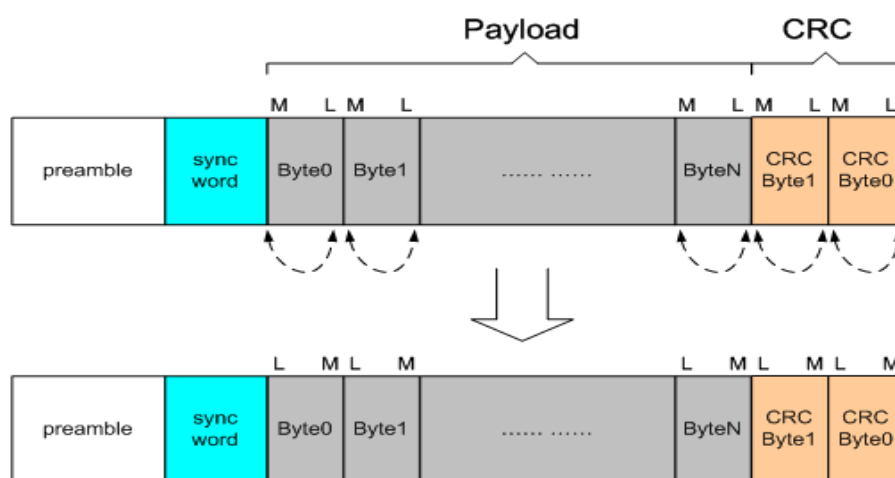 Payload CRC
M L M L M L M L M L
preamble sync word Byte0 Byte1 ...... ...... ByteN CRC Byte1 CRC Byte0
L M L M L M L M L M
preamble sync word Byte0 Byte1 ...... ...... ByteN CRC Byte1 CRC Byte0